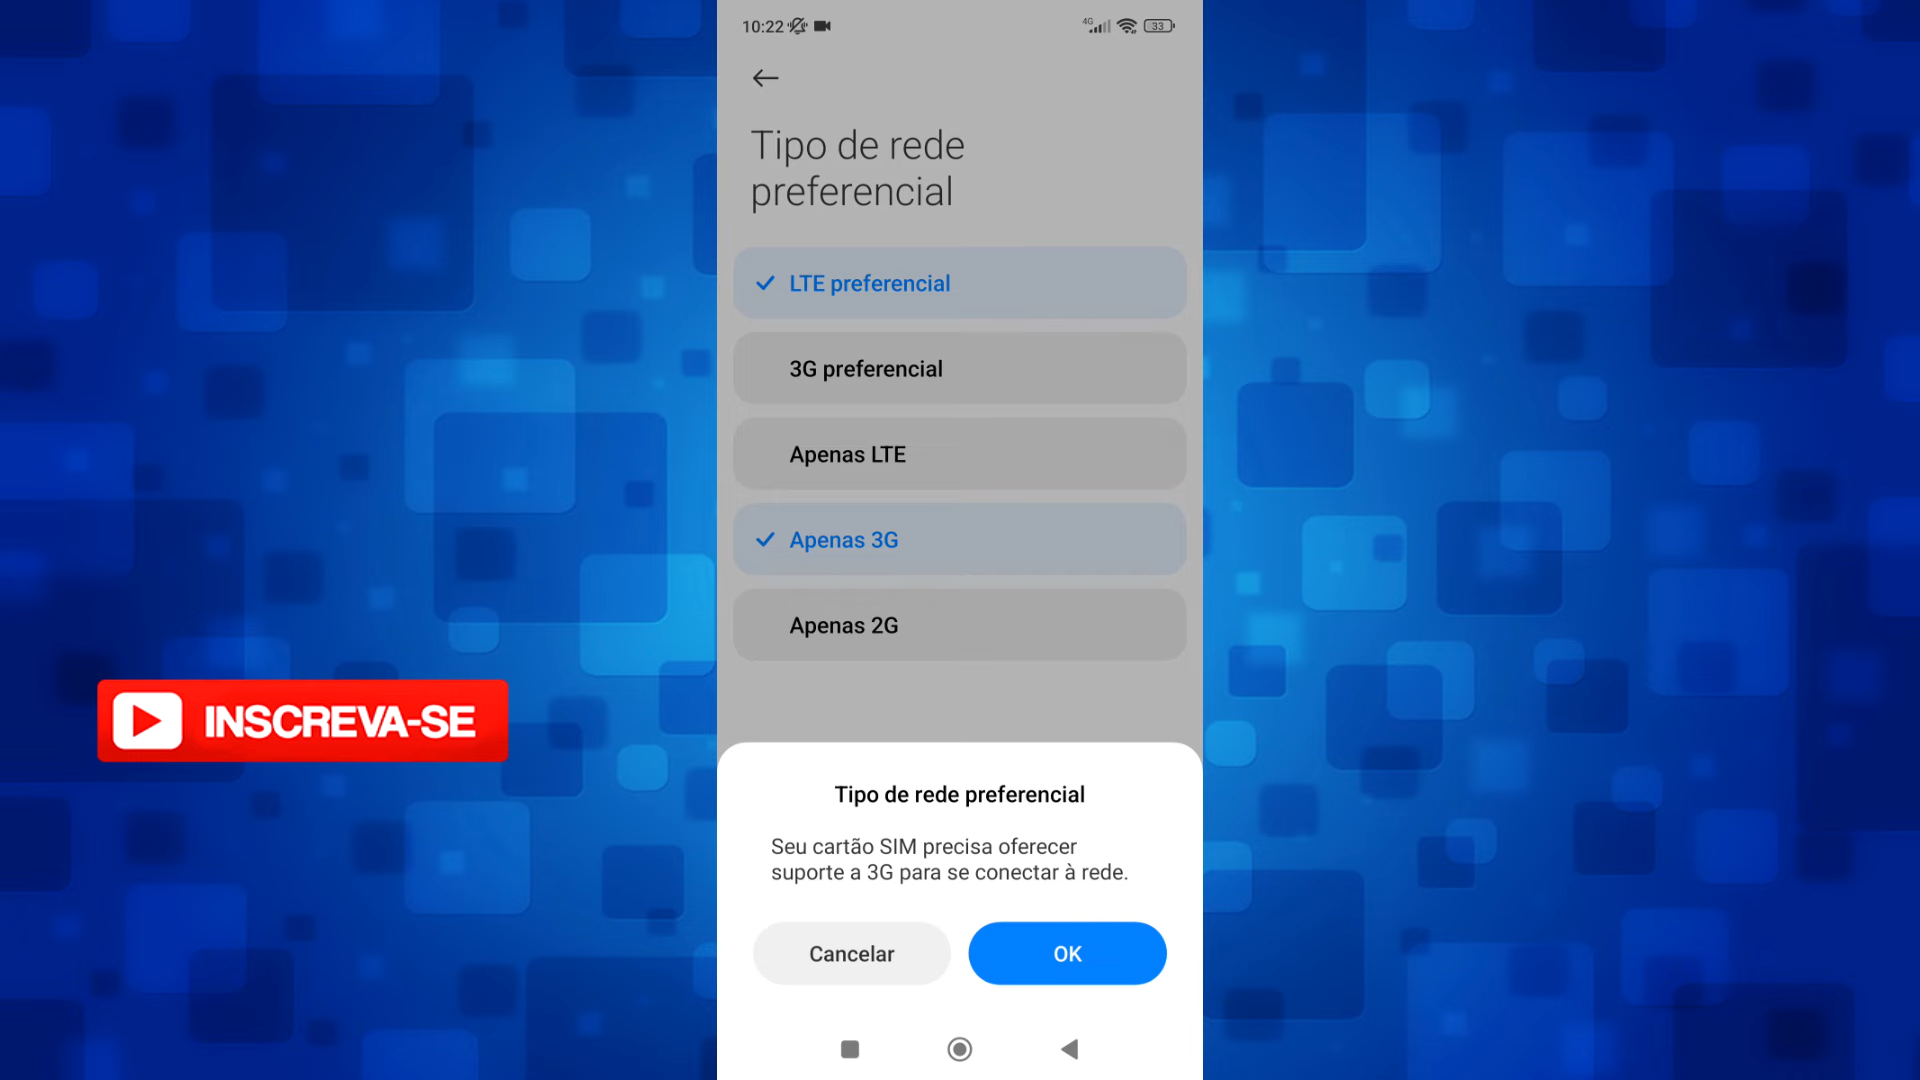 10:22
4G
33
Tipo de rede
preferencial
LTE preferencial
3G preferencial
Apenas LTE
Apenas 3G
Apenas 2G
INSCREVA-SE
Tipo de rede preferencial
Seu cartão SIM precisa oferecer
suporte a 3G para se conectar à rede.
Cancelar
OK